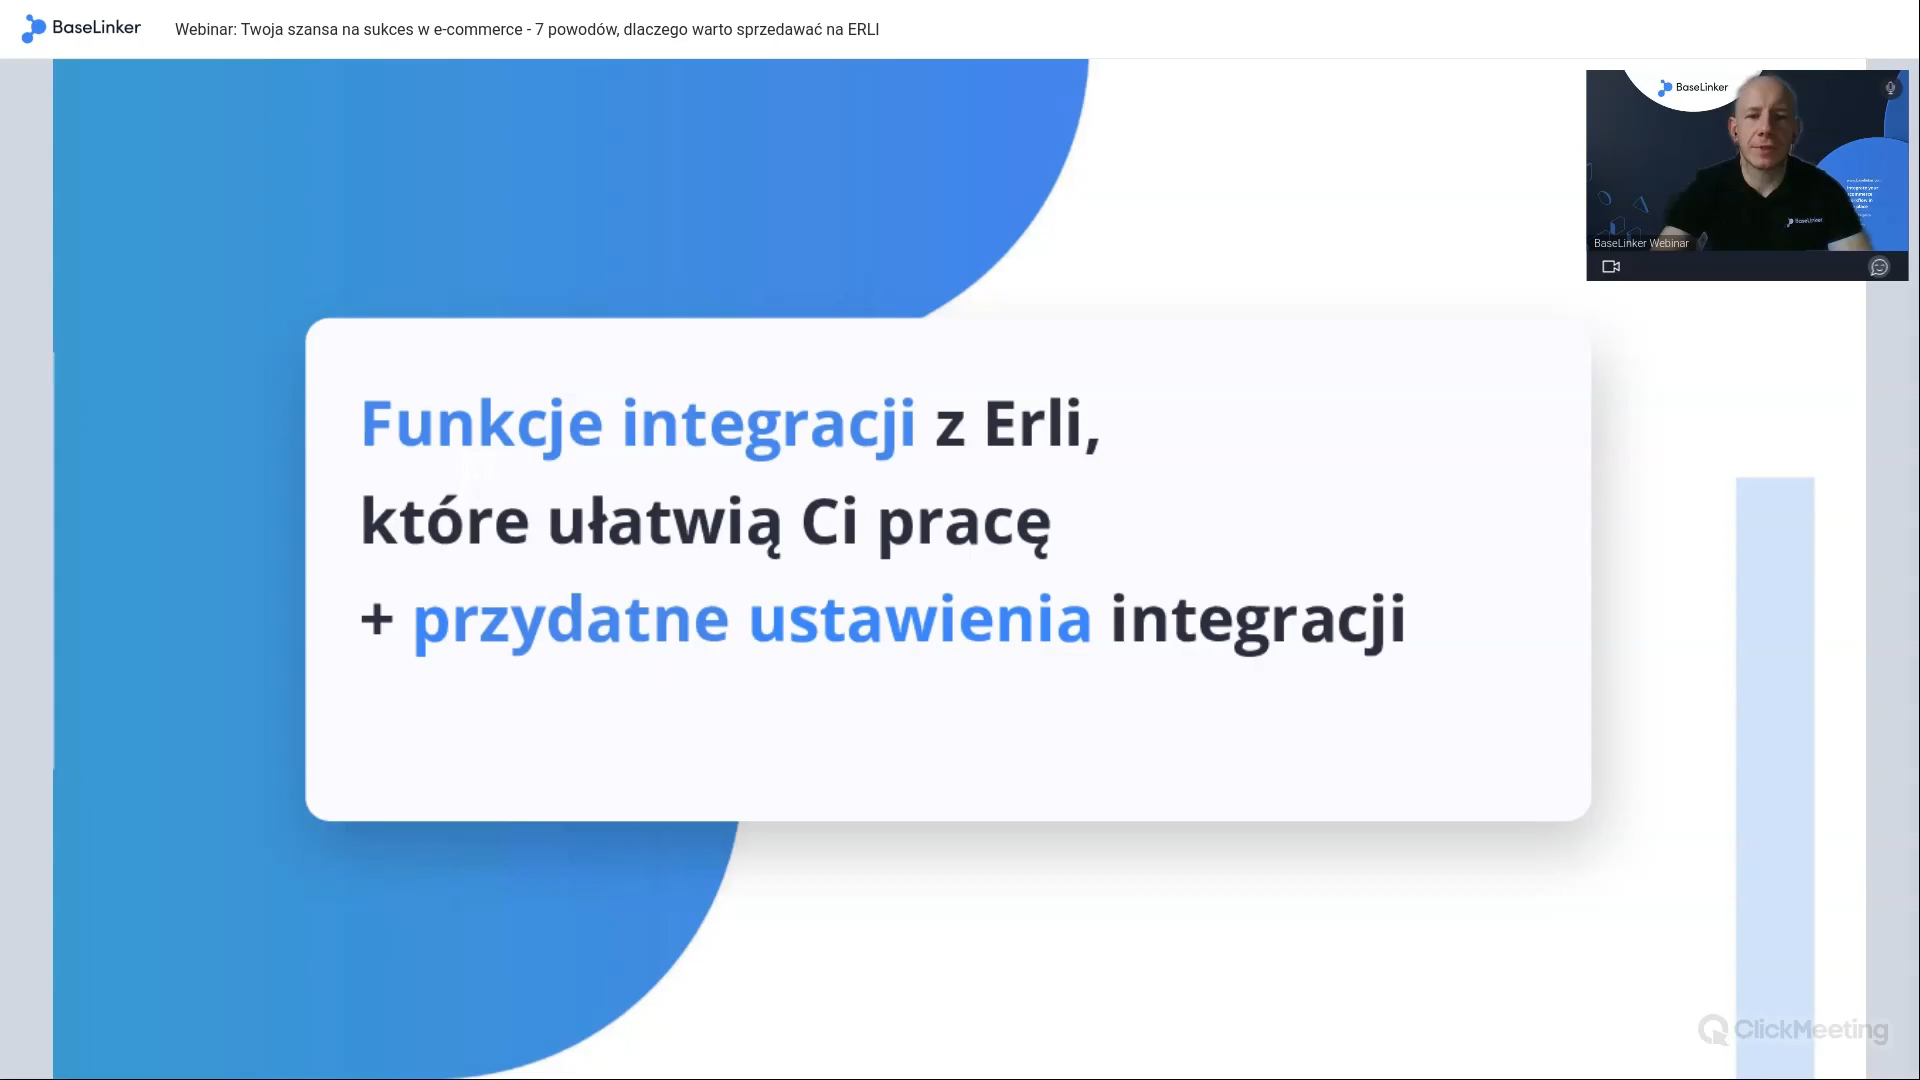 BaseLinker
Webinar: Twoja szansa na sukces w e-commerce - 7 powodów, dlaczego warto sprzedawać na ERLI
BaseLinker
BaseLinker
BaseLinker Webinar
Funkcje integracji z Erli,
które ułatwią Ci pracę
+ przydatne ustawienia integracji
ClickMeeting